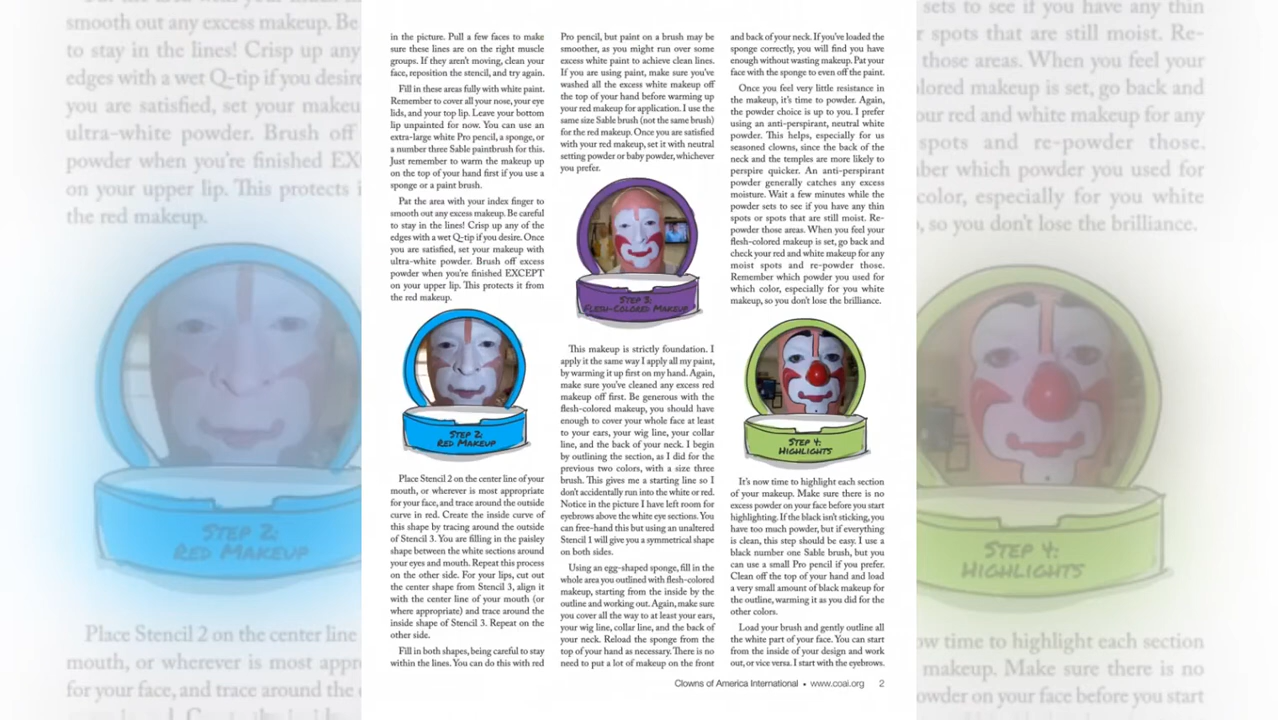 in the picture. Pull a few faces to make
sure these lines are on the right muscle
groups. If they aren't moving, clean your
face, reposition the stencil, and try again.
Fill in these areas fully with white paint.
Remember to cover all your nose, your eye
lids, and your top lip. Leave your bottom
lip unpainted for now. You can use an
extra-large white Pro pencil, a sponge, or
a number three Sable paintbrush for this.
Just remember to warm the makeup up
on the top of your hand first if you use a
sponge or a paint brush.
Pat the area with your index finger to
smooth out any excess makeup. Be careful
to stay in the lines! Crisp up any of the
edges with a wet Q-tip if you desire. Once
you are satisfied, set your makeup with
ultra-white powder. Brush off excess
powder when you're finished EXCEPT
on your upper lip. This protects it from
the red makeup.
STEP 2:
RED MAKEUP
Place Stencil 2 on the center line of your
mouth, or wherever is most appropriate
for your face, and trace around the outside
curve in red. Create the inside curve of
this shape by tracing around the outside
of Stencil 3. You are filling in the paisley
shape between the white sections around
your eyes and mouth. Repeat this process
on the other side. For your lips, cut out
the center shape from Stencil 3, align it
with the center line of your mouth (or
where appropriate) and trace around the
inside shape of Stencil 3. Repeat on the
other side.
Fill in both shapes, being careful to stay
within the lines. You can do this with red
Pro pencil, but paint on a brush may be
smoother, as you might run over some
excess white paint to achieve clean lines.
If you are using paint, make sure you've
washed all the excess white makeup off
the top of your hand before warming up
your red makeup for application. I use the
same size Sable brush (not the same brush)
for the red makeup. Once you are satisfied
with your red makeup, set it with neutral
setting powder or baby powder, whichever
you prefer.
STEP 3:
FLESH-COLORED MAKEUP
This makeup is strictly foundation. I
apply it the same way I apply all my paint,
by warming it up first on my hand. Again,
make sure you've cleaned any excess red
makeup off first. Be generous with the
flesh-colored makeup, you should have
enough to cover your whole face at least
to your ears, your wig line, your collar
line, and the back of your neck. I begin
by outlining the section, as I did for the
previous two colors, with a size three
brush. This gives me a starting line so I
don't accidentally run into the white or red.
Notice in the picture I have left room for
eyebrows above the white eye sections. You
can free-hand this but using an unaltered
Stencil 1 will give you a symmetrical shape
on both sides.
Using an egg-shaped sponge, fill in the
whole area you outlined with flesh-colored
makeup, starting from the inside by the
outline and working out. Again, make sure
you cover all the way to at least your ears,
your wig line, collar line, and the back of
your neck. Reload the sponge from the
top of your hand as necessary. There is no
need to put a lot of makeup on the front
and back of your neck. If you've loaded the
sponge correctly, you will find you have
enough without wasting makeup. Pat your
face with the sponge to even off the paint.
Once you feel very little resistance in
the makeup, it's time to powder. Again,
the powder choice is up to you. I prefer
using an anti-perspirant, neutral white
powder. This helps, especially for us
seasoned clowns, since the back of the
neck and the temples are more likely to
perspire quicker. An anti-perspirant
powder generally catches any excess
moisture. Wait a few minutes while the
powder sets to see if you have any thin
spots or spots that are still moist. Re-
powder those areas. When you feel your
flesh-colored makeup is set, go back and
check your red and white makeup for any
moist spots and re-powder those.
Remember which powder you used for
which color, especially for you white
makeup, so you don't lose the brilliance.
STEP 4:
HIGHLIGHTS
It's now time to highlight each section
of your makeup. Make sure there is no
excess powder on your face before you start
highlighting. If the black isn't sticking, you
have too much powder, but if everything
is clean, this step should be easy. I use a
black number one Sable brush, but you
can use a small Pro pencil if you prefer.
Clean off the top of your hand and load
a very small amount of black makeup for
the outline, warming it as you did for the
other colors.
Load your brush and gently outline all
the white part of your face. You can start
from the inside of your design and work
out, or vice versa. I start with the eyebrows.
Clowns of America International • www.coai.org 2